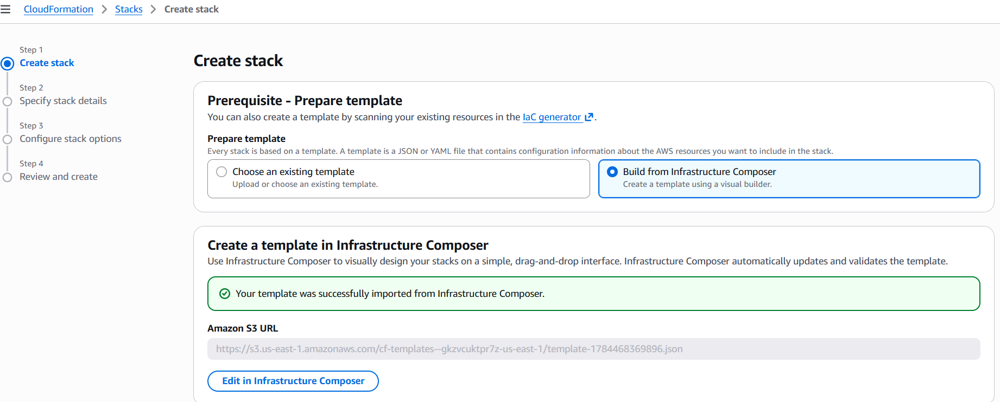 CloudFormation > Stacks > Create stack
Step 1
Create stack
Step 2
Specify stack details
Step 3
Configure stack options
Step 4
Review and create
Create stack
Prerequisite - Prepare template
You can also create a template by scanning your existing resources in the IaC generator.
Prepare template
Every stack is based on a template. A template is a JSON or YAML file that contains configuration information about the AWS resources you want to include in the stack.
Choose an existing template
Upload or choose an existing template.
Build from Infrastructure Composer
Create a template using a visual builder.
Create a template in Infrastructure Composer
Use Infrastructure Composer to visually design your stacks on a simple, drag-and-drop interface. Infrastructure Composer automatically updates and validates the template.
Your template was successfully imported from Infrastructure Composer.
Amazon S3 URL
https://s3.us-east-1.amazonaws.com/cf-templates--gkzvcuktpr7z-us-east-1/template-1784468369896.json
Edit in Infrastructure Composer